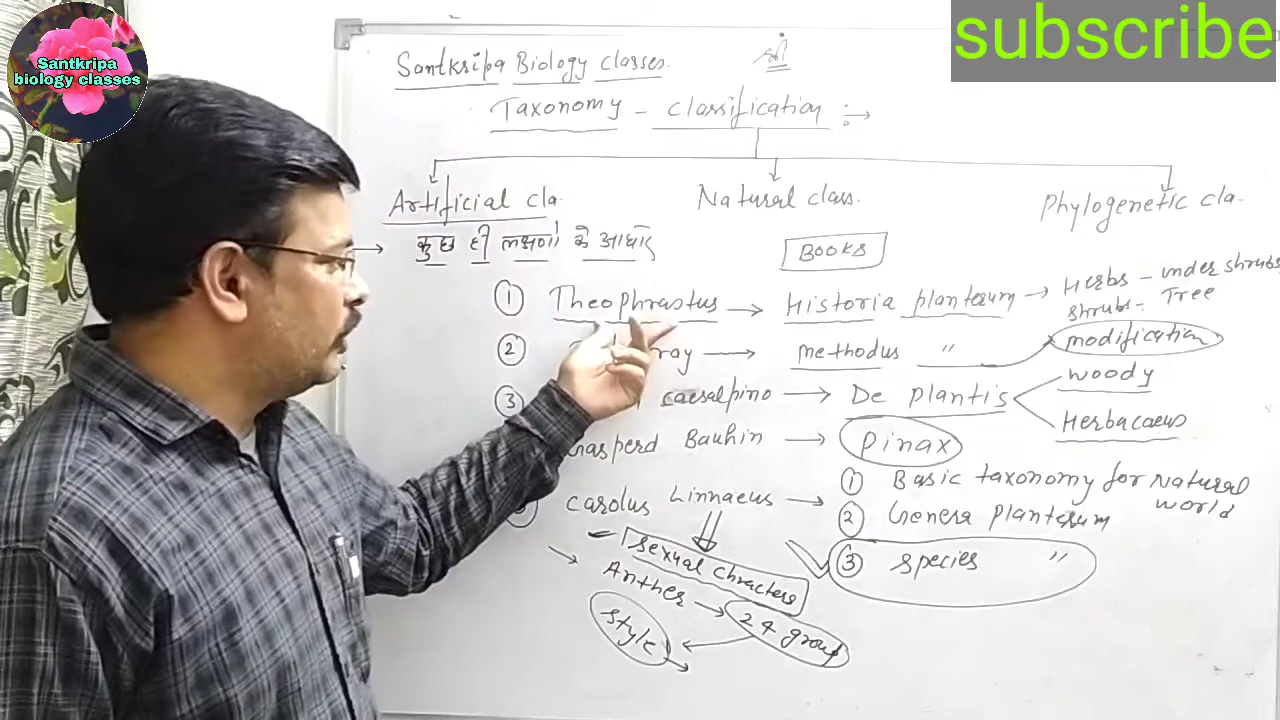 subscribe
Santkripa
biology classes
Santkripa Biology classes.
श्री
Taxonomy - classification :→
Artificial cla. Natural class. Phylogenetic cla.
→ कुछ ही लक्षणों के आधार Books
① Theophrastus → Historia planterum → Herbs - under shrubs
shrubs - Tree
② ray → methodus " modification
③ caesalpino → De plantis woody
Herbacaeus
Gasperd Bauhin → Pinax
① Basic taxonomy for Natural world
carolus Linnaeus → ② Genera planterum
③ species "
sexual chracters
→ Anther → 24 group
style →